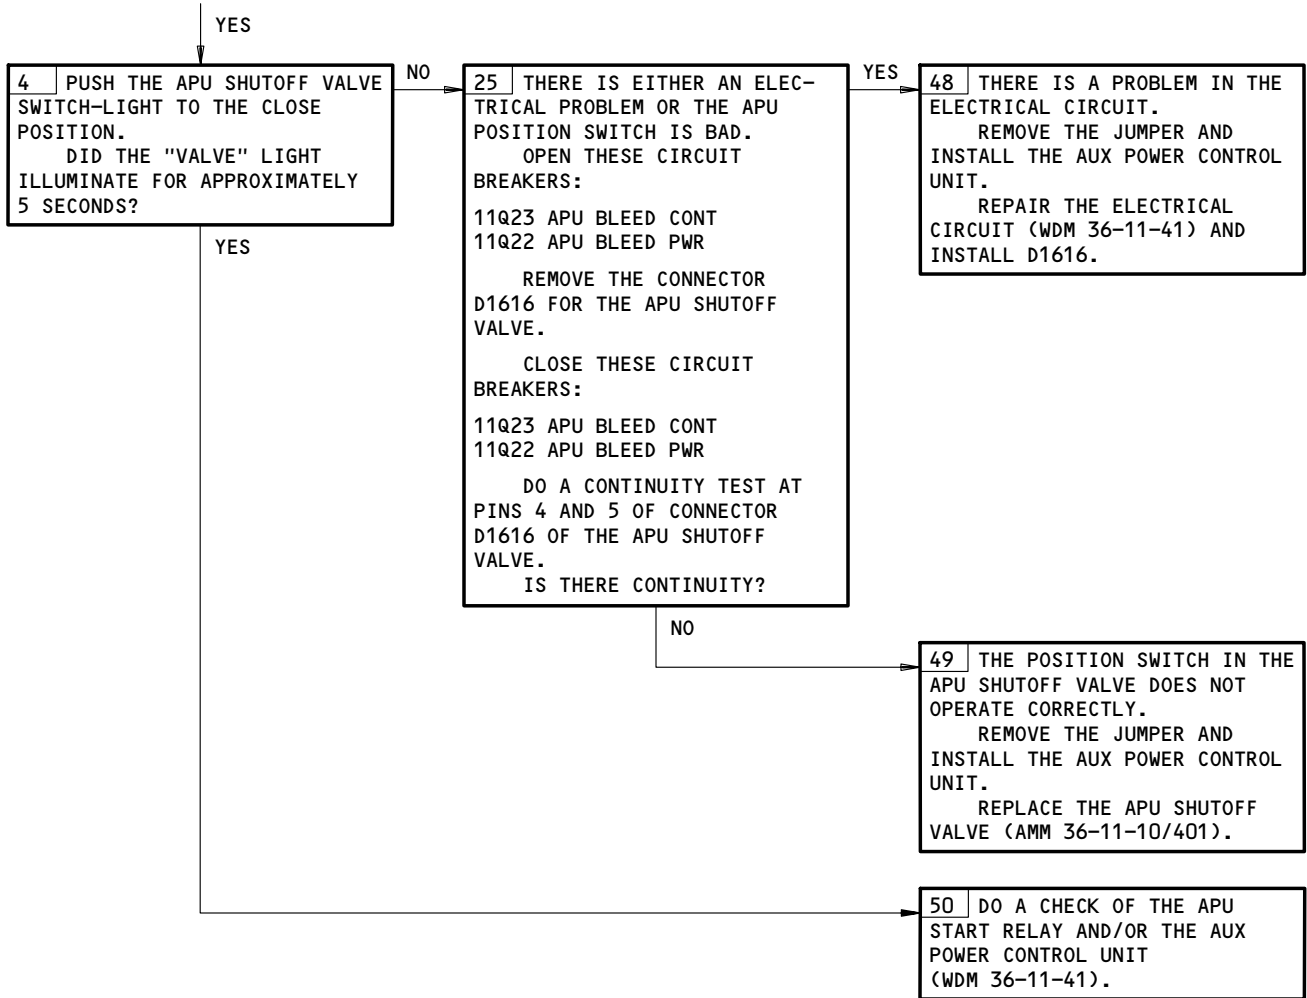 YES
4 PUSH THE APU SHUTOFF VALVE
SWITCH-LIGHT TO THE CLOSE
POSITION.
DID THE "VALVE" LIGHT
ILLUMINATE FOR APPROXIMATELY
5 SECONDS?
NO
YES
25 THERE IS EITHER AN ELEC-
TRICAL PROBLEM OR THE APU
POSITION SWITCH IS BAD.
OPEN THESE CIRCUIT
BREAKERS:
11Q23 APU BLEED CONT
11Q22 APU BLEED PWR
REMOVE THE CONNECTOR
D1616 FOR THE APU SHUTOFF
VALVE.
CLOSE THESE CIRCUIT
BREAKERS:
11Q23 APU BLEED CONT
11Q22 APU BLEED PWR
DO A CONTINUITY TEST AT
PINS 4 AND 5 OF CONNECTOR
D1616 OF THE APU SHUTOFF
VALVE.
IS THERE CONTINUITY?
YES
NO
48 THERE IS A PROBLEM IN THE
ELECTRICAL CIRCUIT.
REMOVE THE JUMPER AND
INSTALL THE AUX POWER CONTROL
UNIT.
REPAIR THE ELECTRICAL
CIRCUIT (WDM 36-11-41) AND
INSTALL D1616.
49 THE POSITION SWITCH IN THE
APU SHUTOFF VALVE DOES NOT
OPERATE CORRECTLY.
REMOVE THE JUMPER AND
INSTALL THE AUX POWER CONTROL
UNIT.
REPLACE THE APU SHUTOFF
VALVE (AMM 36-11-10/401).
50 DO A CHECK OF THE APU
START RELAY AND/OR THE AUX
POWER CONTROL UNIT
(WDM 36-11-41).